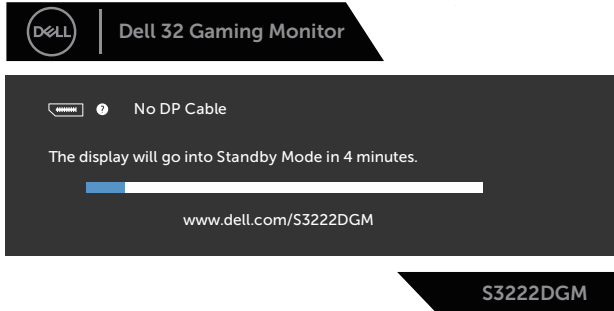 DELL
Dell 32 Gaming Monitor
? No DP Cable
The display will go into Standby Mode in 4 minutes.
www.dell.com/S3222DGM
S3222DGM